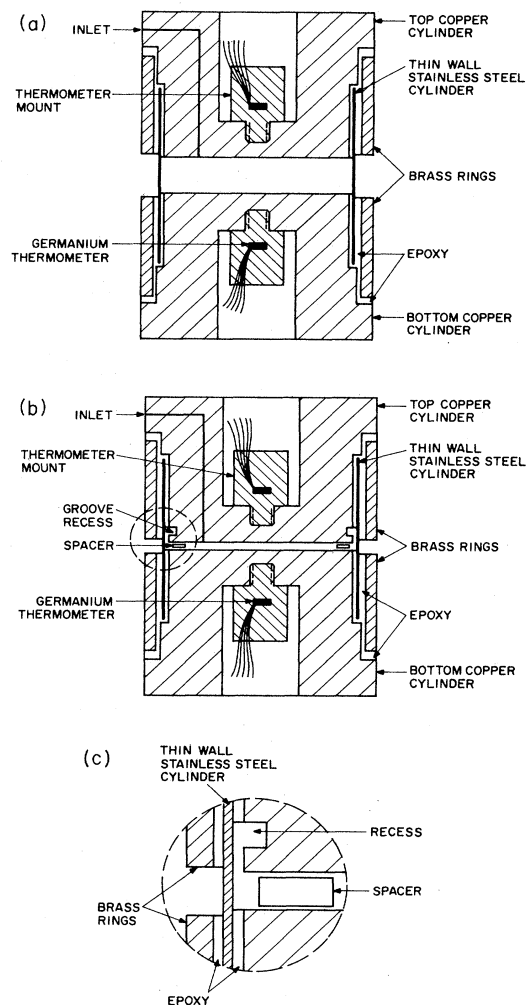 (a)
INLET
TOP COPPER
CYLINDER
THIN WALL
STAINLESS STEEL
CYLINDER
THERMOMETER
MOUNT
BRASS RINGS
GERMANIUM
THERMOMETER
EPOXY
BOTTOM COPPER
CYLINDER
(b)
INLET
TOP COPPER
CYLINDER
THIN WALL
STAINLESS STEEL
CYLINDER
THERMOMETER
MOUNT
GROOVE
RECESS
SPACER
BRASS RINGS
GERMANIUM
THERMOMETER
EPOXY
BOTTOM COPPER
CYLINDER
(c)
THIN WALL
STAINLESS STEEL
CYLINDER
RECESS
SPACER
BRASS
RINGS
EPOXY